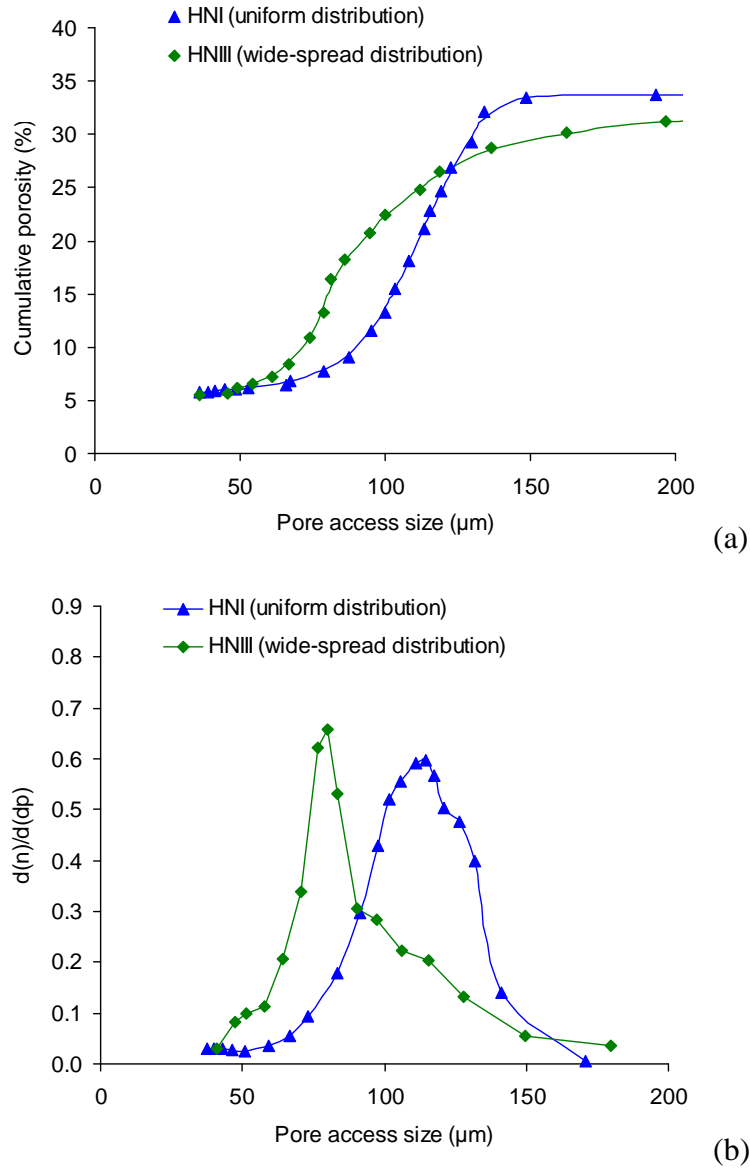 HNI (uniform distribution)
HNIII (wide-spread distribution)
Cumulative porosity (%)
40
35
30
25
20
15
10
5
0
0 50 100 150 200
Pore access size (µm)
(a)
HNI (uniform distribution)
HNIII (wide-spread distribution)
d(n)/d(dp)
0.9
0.8
0.7
0.6
0.5
0.4
0.3
0.2
0.1
0.0
0 50 100 150 200
Pore access size (µm)
(b)